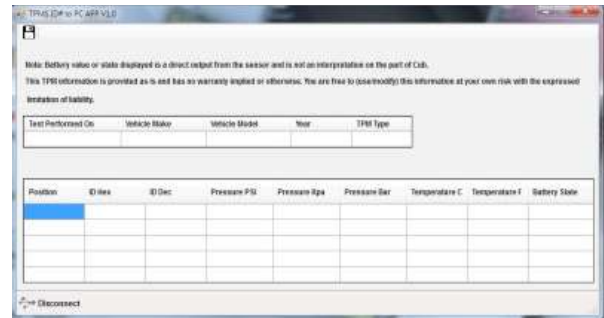 TPMS ID# to PC APP V1.0
Note: Battery value or state displayed is a direct output from the sensor and is not an interpretation on the part of Cub.
This TPM information is provided as is and has no warranty implied or otherwise. You are free to (use/modify) this information at your own risk with the expressed
limitation of liability.
Test Performed On Vehicle Make Vehicle Model Year TPM Type
Position ID Hex ID Dec Pressure PSI Pressure Kpa Pressure Bar Temperature C Temperature F Battery State
Disconnect